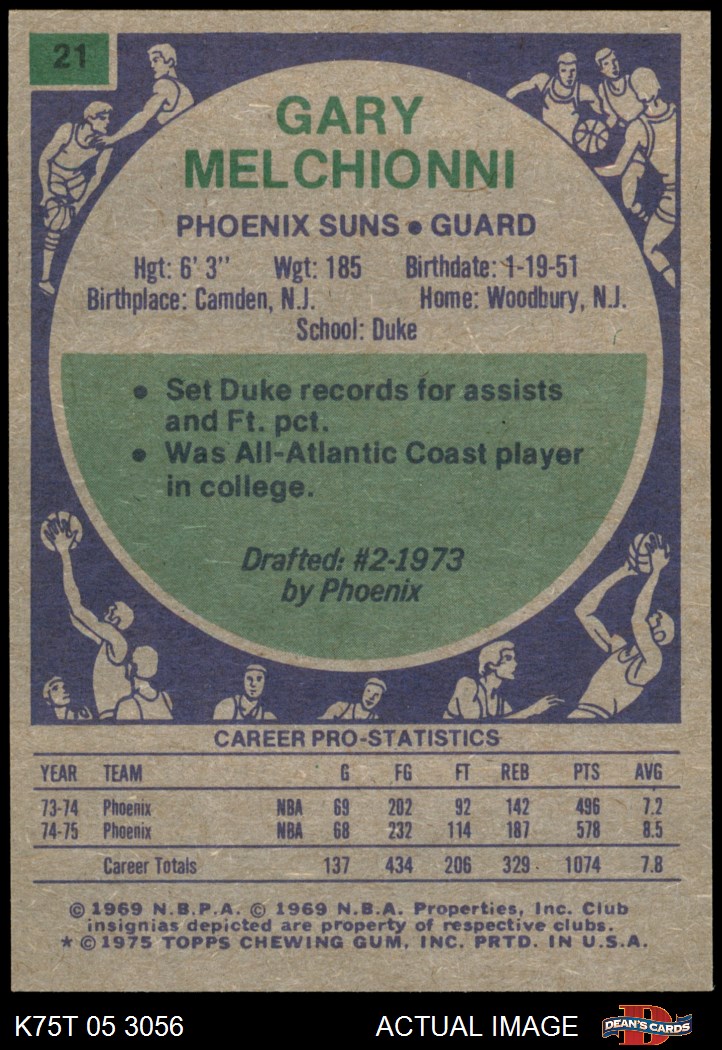 21
GARY
MELCHIONNI
PHOENIX SUNS • GUARD
Hgt: 6' 3" Wgt: 185 Birthdate: 1-19-51
Birthplace: Camden, N.J. Home: Woodbury, N.J.
School: Duke
• Set Duke records for assists
and Ft. pct.
• Was All-Atlantic Coast player
in college.
Drafted: #2-1973
by Phoenix
CAREER PRO-STATISTICS
YEAR TEAM G FG FT REB PTS AVG
73-74 Phoenix NBA 69 202 92 142 496 7.2
74-75 Phoenix NBA 68 232 114 187 578 8.5
Career Totals 137 434 206 329 1074 7.8
© 1969 N.B.P.A. © 1969 N.B.A. Properties, Inc. Club
insignias depicted are property of respective clubs.
* © 1975 TOPPS CHEWING GUM, INC. PRTD. IN U.S.A.
K75T 05 3056 ACTUAL IMAGE D DEAN'S CARDS